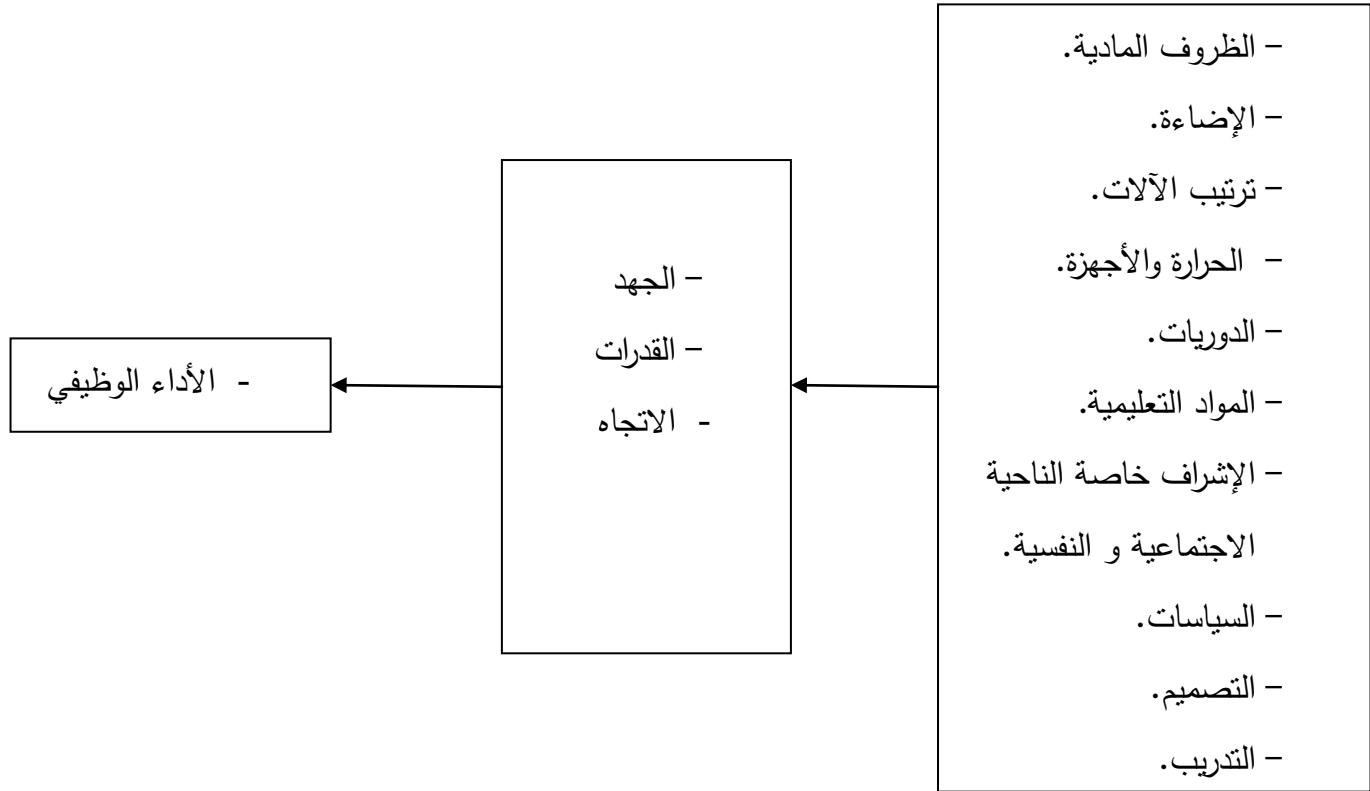 – الظروف المادية.
– الإضاءة.
– ترتيب الآلات.
– الحرارة والأجهزة.
– الدوريات.
– المواد التعليمية.
– الإشراف خاصة الناحية
الاجتماعية و النفسية.
– السياسات.
– التصميم.
– التدريب.
– الجهد
– القدرات
- الاتجاه
- الأداء الوظيفي